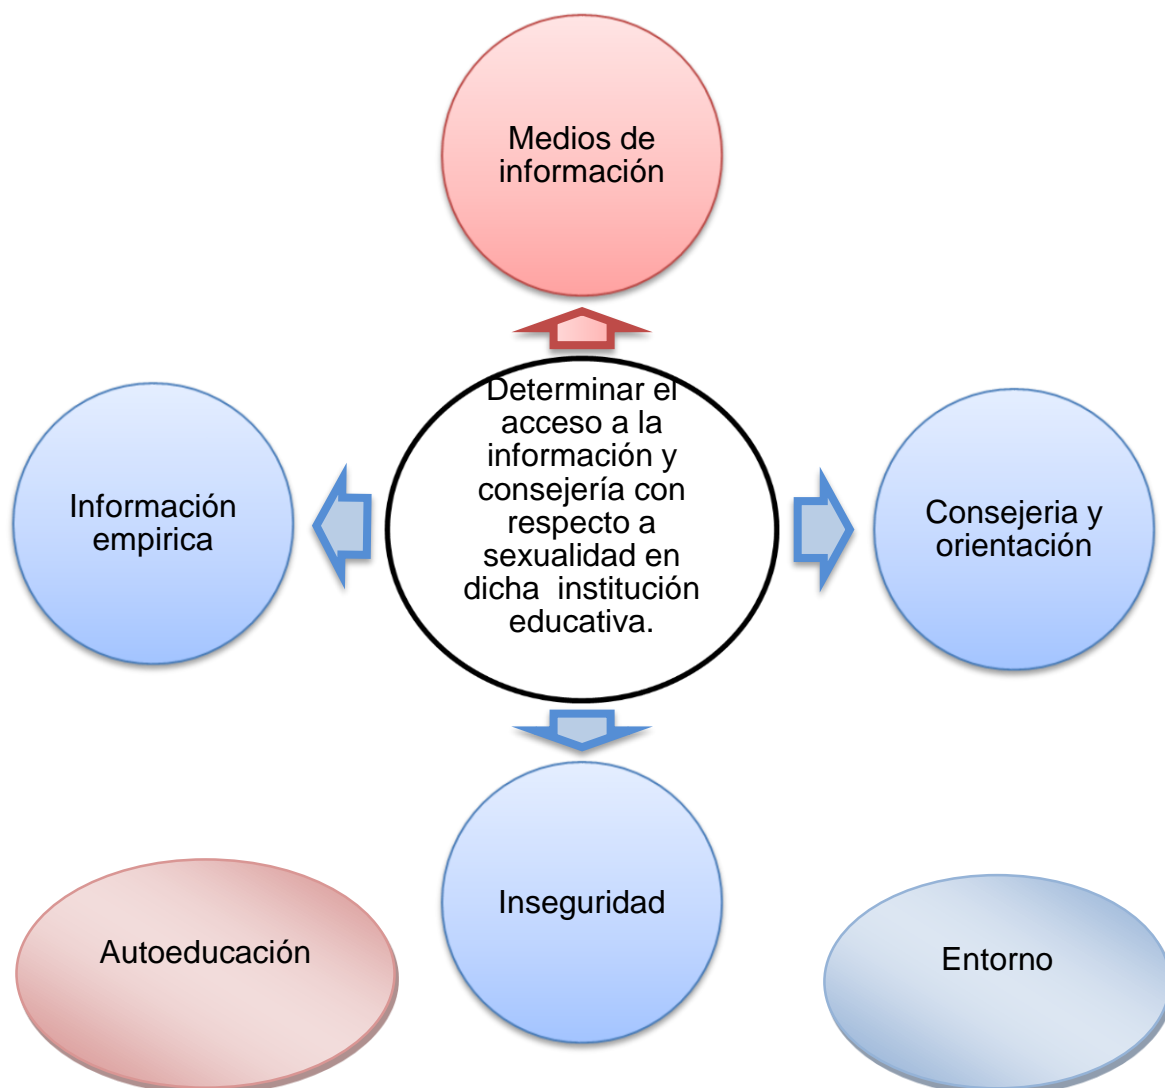 Medios de
información
Determinar el
acceso a la
información y
consejería con
respecto a
sexualidad en
dicha  institución
educativa.
Información
empirica
Consejeria y
orientación
Inseguridad
Autoeducación
Entorno